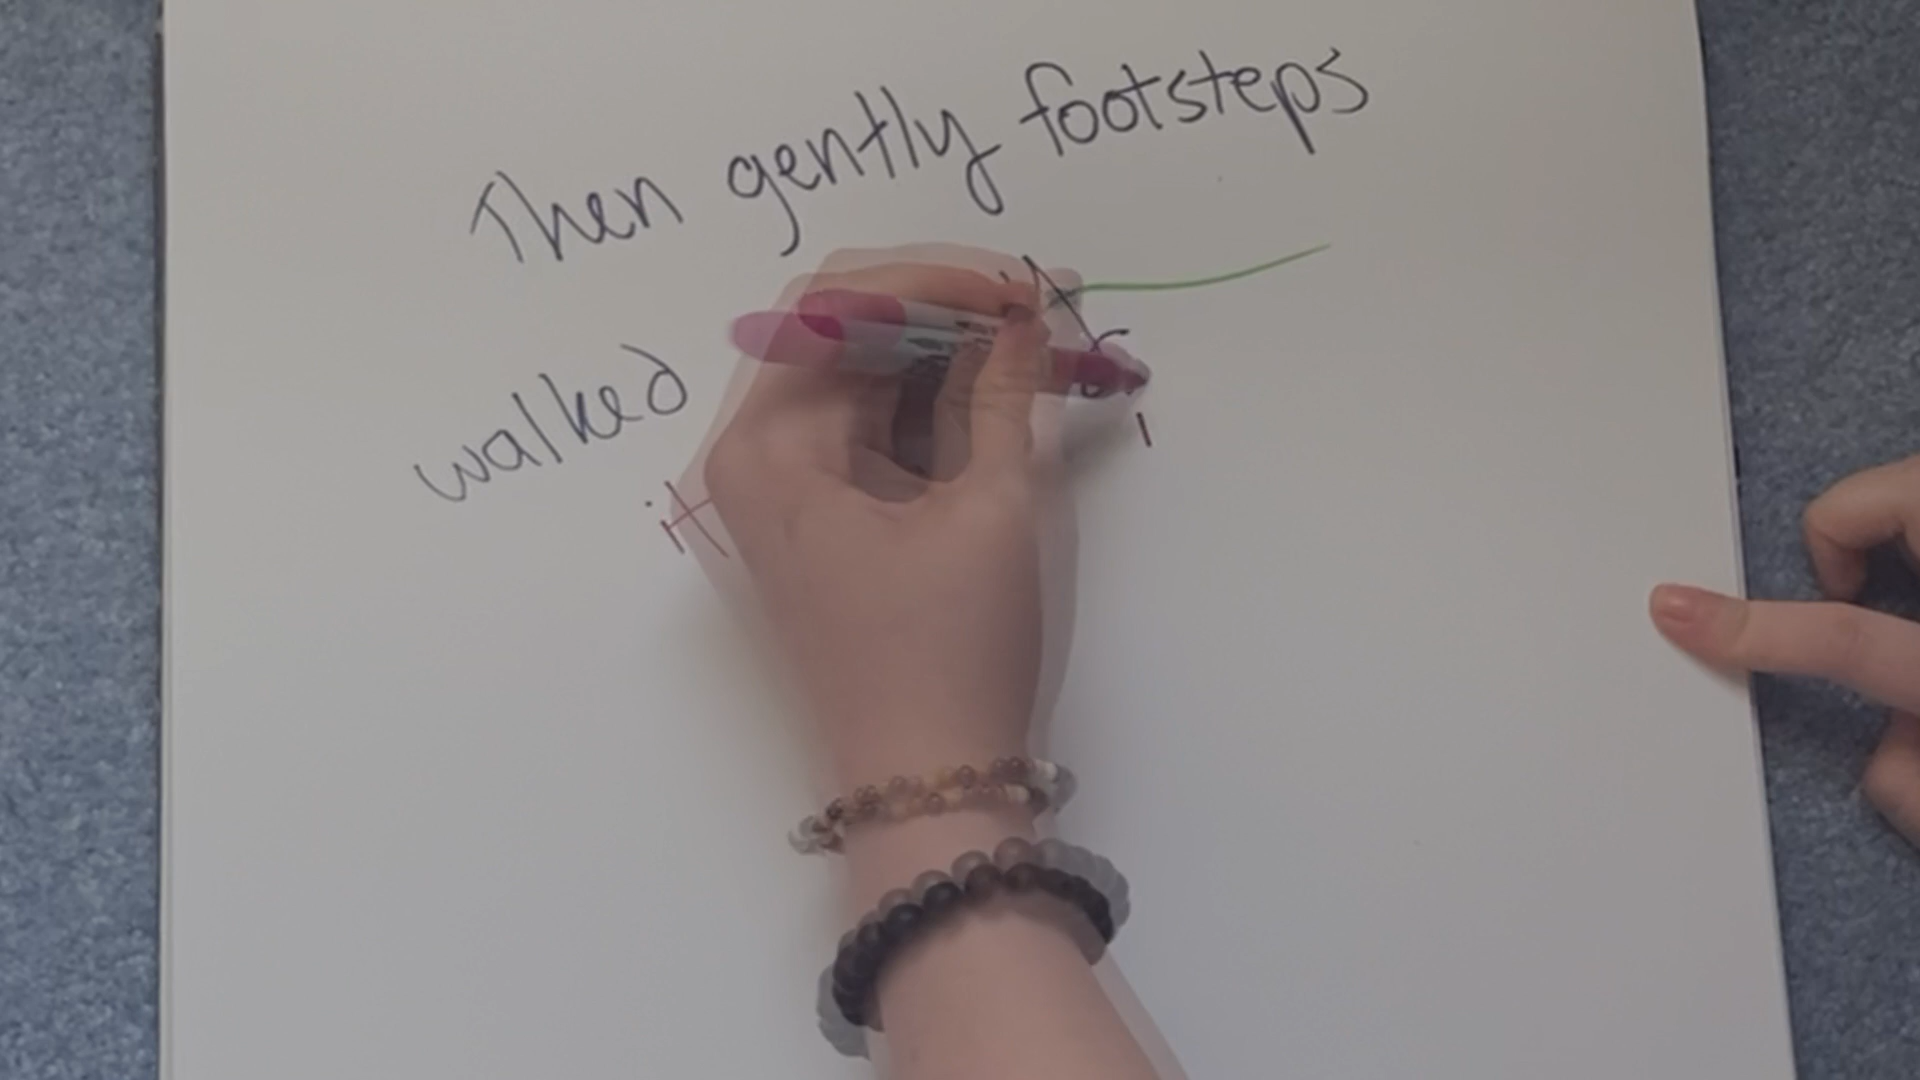 Then gently footsteps
walked
it